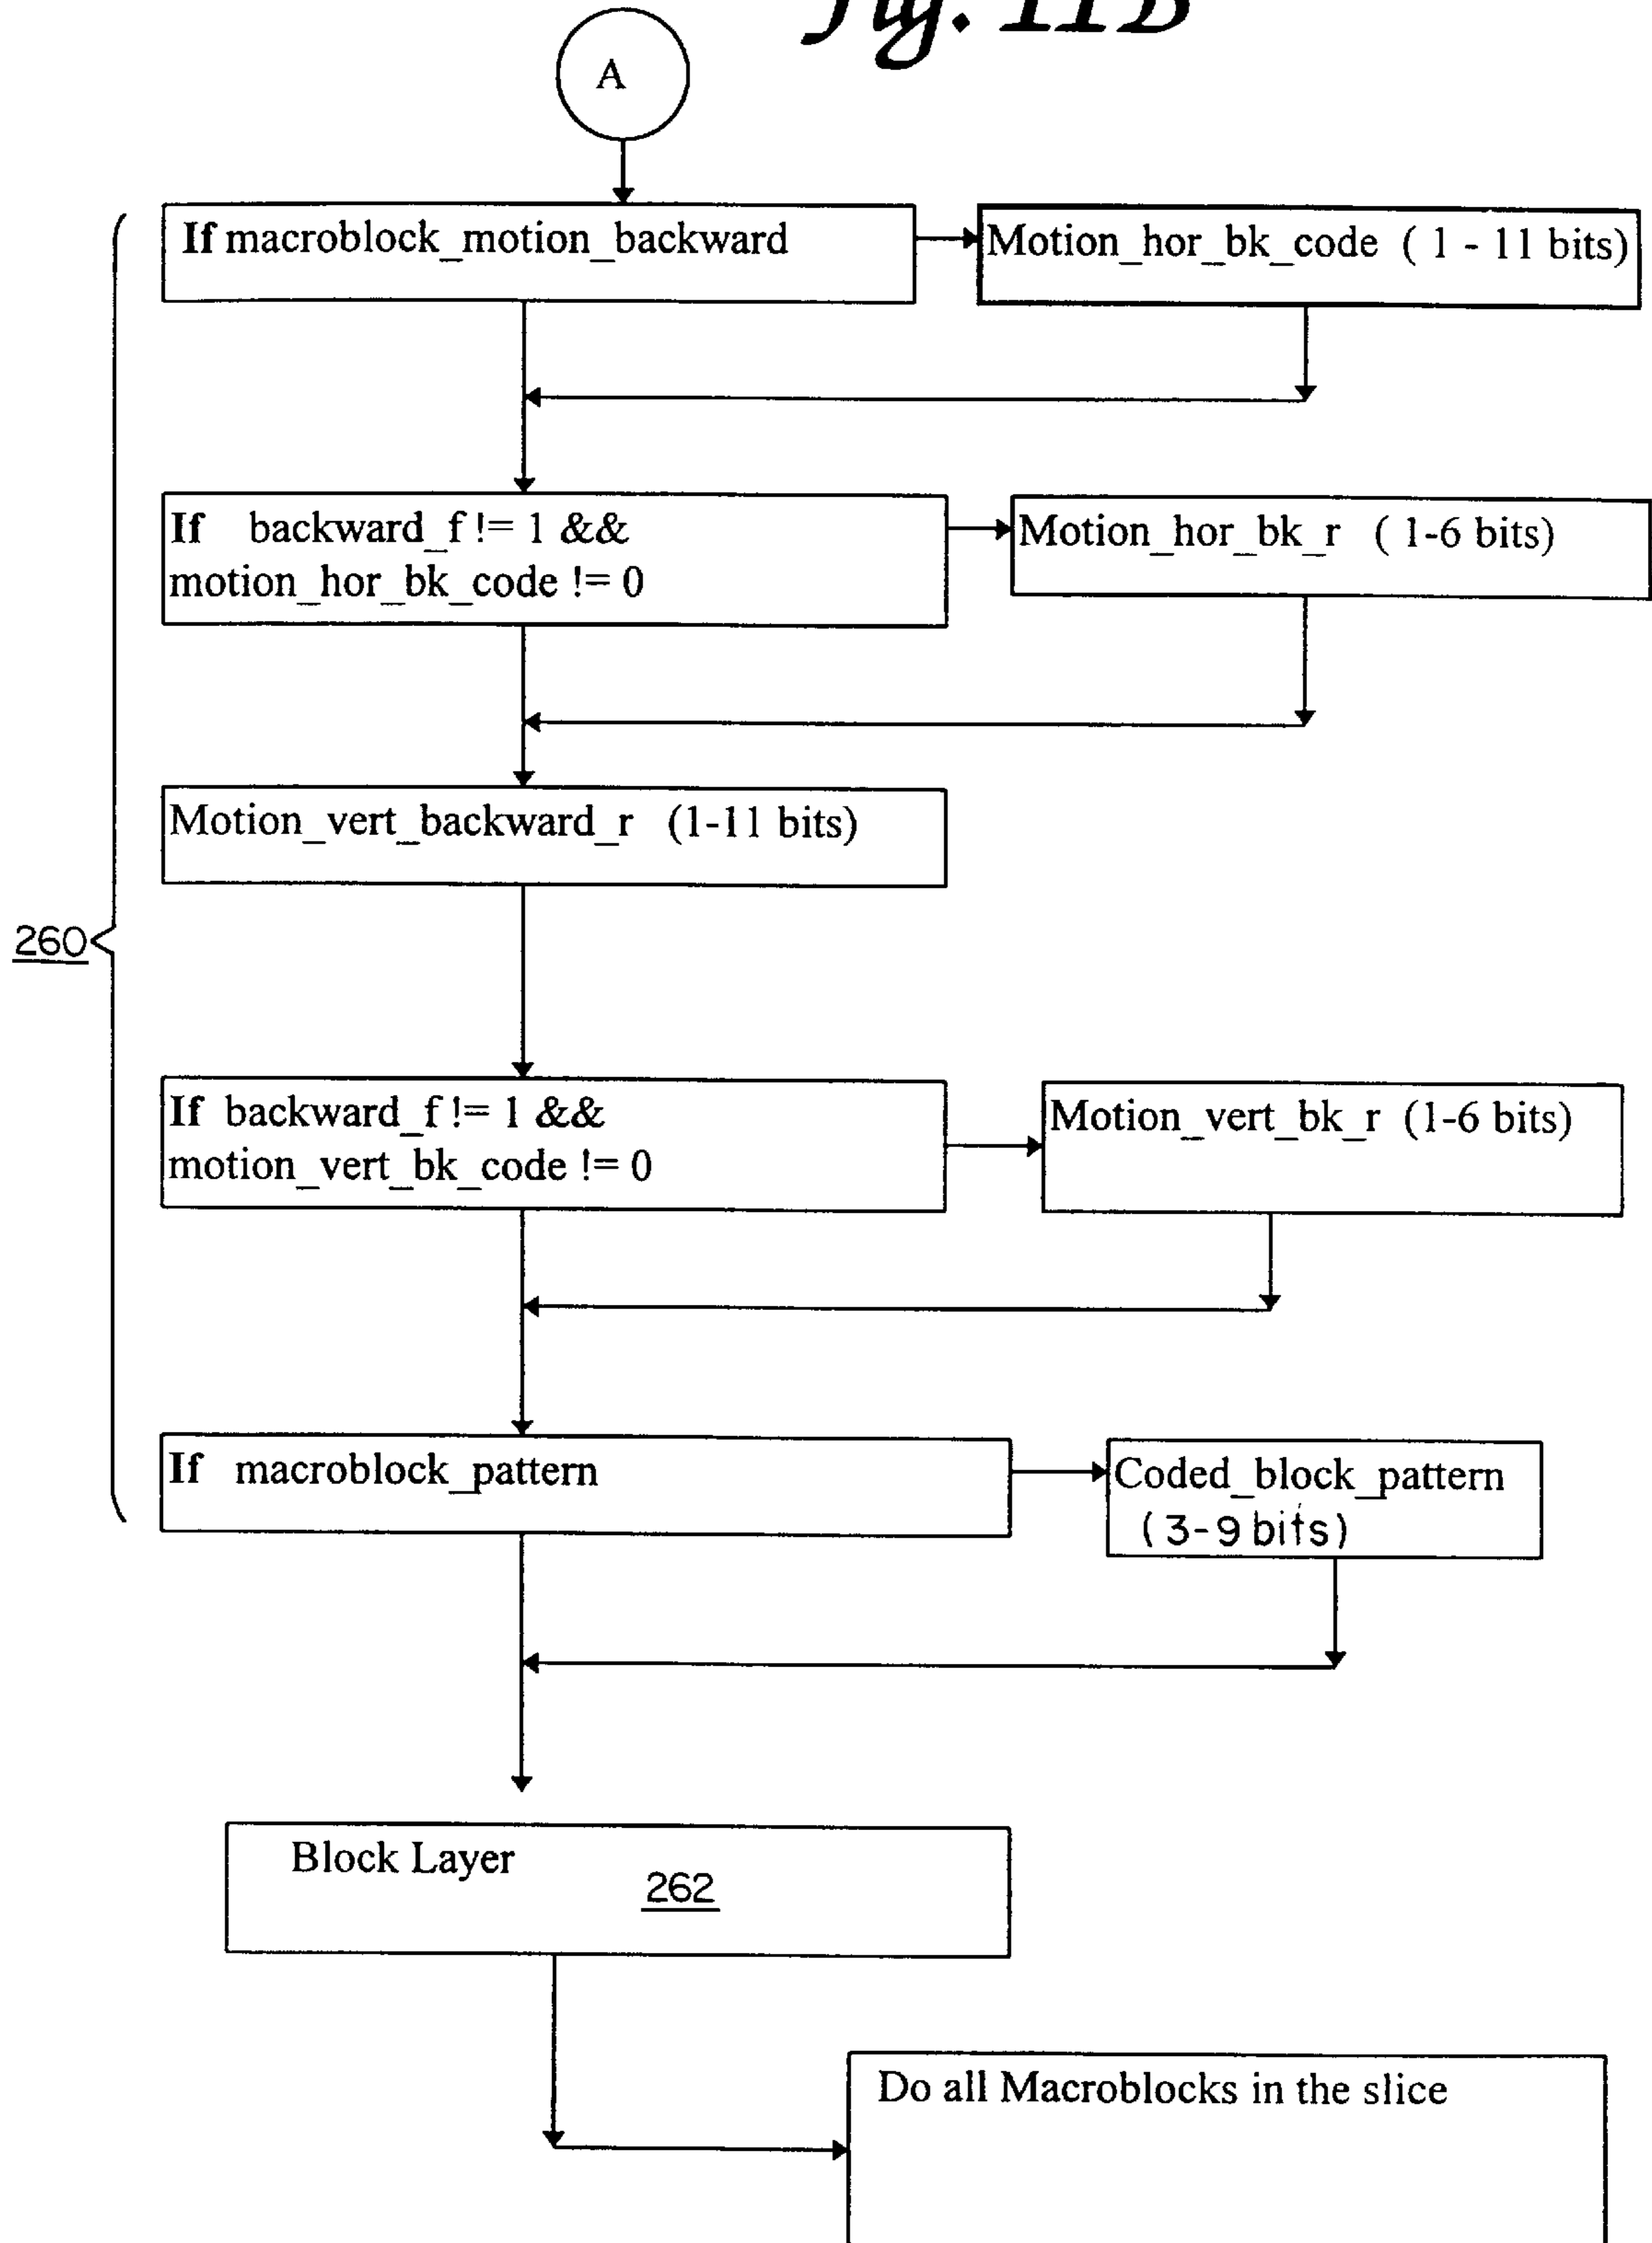 Fig. 11B
A
If macroblock_motion_backward
Motion_hor_bk_code ( 1 - 11 bits)
If backward_f != 1 &&
motion_hor_bk_code != 0
Motion_hor_bk_r ( 1-6 bits)
Motion_vert_backward_r (1-11 bits)
260
If backward_f != 1 &&
motion_vert_bk_code != 0
Motion_vert_bk_r (1-6 bits)
If macroblock_pattern
Coded_block_pattern
(3-9 bits)
Block Layer
262
Do all Macroblocks in the slice